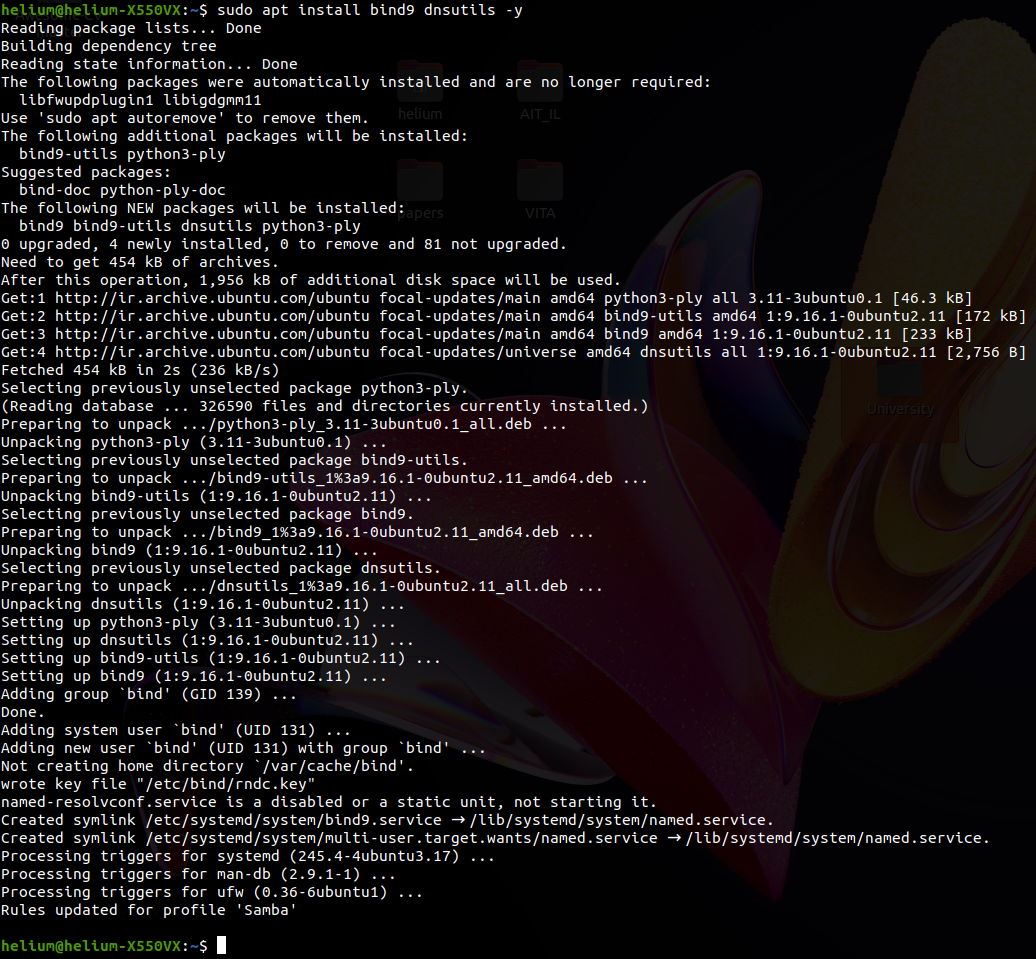 helium@helium-X550VX:~$ sudo apt install bind9 dnsutils -y
Reading package lists... Done
Building dependency tree
Reading state information... Done
The following packages were automatically installed and are no longer required:
  libfwupdplugin1 libigdgmm11
Use 'sudo apt autoremove' to remove them.
The following additional packages will be installed:
  bind9-utils python3-ply
Suggested packages:
  bind-doc python-ply-doc
The following NEW packages will be installed:
  bind9 bind9-utils dnsutils python3-ply
0 upgraded, 4 newly installed, 0 to remove and 81 not upgraded.
Need to get 454 kB of archives.
After this operation, 1,956 kB of additional disk space will be used.
Get:1 http://ir.archive.ubuntu.com/ubuntu focal-updates/main amd64 python3-ply all 3.11-3ubuntu0.1 [46.3 kB]
Get:2 http://ir.archive.ubuntu.com/ubuntu focal-updates/main amd64 bind9-utils amd64 1:9.16.1-0ubuntu2.11 [172 kB]
Get:3 http://ir.archive.ubuntu.com/ubuntu focal-updates/main amd64 bind9 amd64 1:9.16.1-0ubuntu2.11 [233 kB]
Get:4 http://ir.archive.ubuntu.com/ubuntu focal-updates/universe amd64 dnsutils all 1:9.16.1-0ubuntu2.11 [2,756 B]
Fetched 454 kB in 2s (236 kB/s)
Selecting previously unselected package python3-ply.
(Reading database ... 326590 files and directories currently installed.)
Preparing to unpack .../python3-ply_3.11-3ubuntu0.1_all.deb ...
Unpacking python3-ply (3.11-3ubuntu0.1) ...
Selecting previously unselected package bind9-utils.
Preparing to unpack .../bind9-utils_1%3a9.16.1-0ubuntu2.11_amd64.deb ...
Unpacking bind9-utils (1:9.16.1-0ubuntu2.11) ...
Selecting previously unselected package bind9.
Preparing to unpack .../bind9_1%3a9.16.1-0ubuntu2.11_amd64.deb ...
Unpacking bind9 (1:9.16.1-0ubuntu2.11) ...
Selecting previously unselected package dnsutils.
Preparing to unpack .../dnsutils_1%3a9.16.1-0ubuntu2.11_all.deb ...
Unpacking dnsutils (1:9.16.1-0ubuntu2.11) ...
Setting up python3-ply (3.11-3ubuntu0.1) ...
Setting up dnsutils (1:9.16.1-0ubuntu2.11) ...
Setting up bind9-utils (1:9.16.1-0ubuntu2.11) ...
Setting up bind9 (1:9.16.1-0ubuntu2.11) ...
Adding group `bind' (GID 139) ...
Done.
Adding system user `bind' (UID 131) ...
Adding new user `bind' (UID 131) with group `bind' ...
Not creating home directory `/var/cache/bind'.
wrote key file "/etc/bind/rndc.key"
named-resolvconf.service is a disabled or a static unit, not starting it.
Created symlink /etc/systemd/system/bind9.service → /lib/systemd/system/named.service.
Created symlink /etc/systemd/system/multi-user.target.wants/named.service → /lib/systemd/system/named.service.
Processing triggers for systemd (245.4-4ubuntu3.17) ...
Processing triggers for man-db (2.9.1-1) ...
Processing triggers for ufw (0.36-6ubuntu1) ...
Rules updated for profile 'Samba'
helium@helium-X550VX:~$
helium
AIT_IL
papers
VITA
University